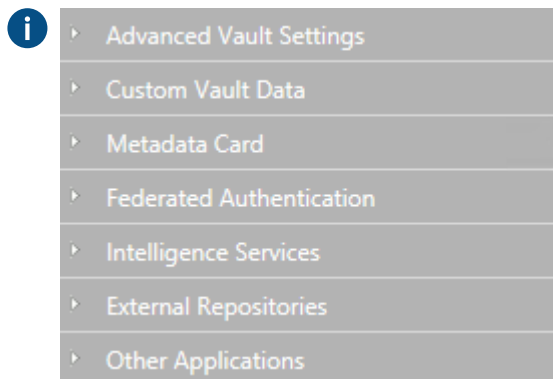 i
Advanced Vault Settings
Custom Vault Data
Metadata Card
Federated Authentication
Intelligence Services
External Repositories
Other Applications